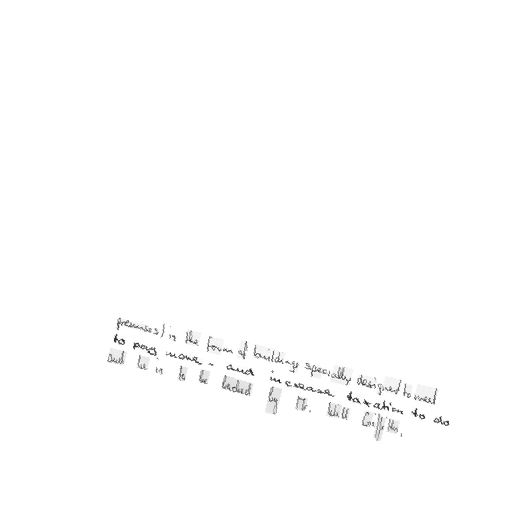 premises) in the form of buildings specially designed to meet
to pay more - and increase taxation to do
and he is to be backed by Mr. Will Griffiths,